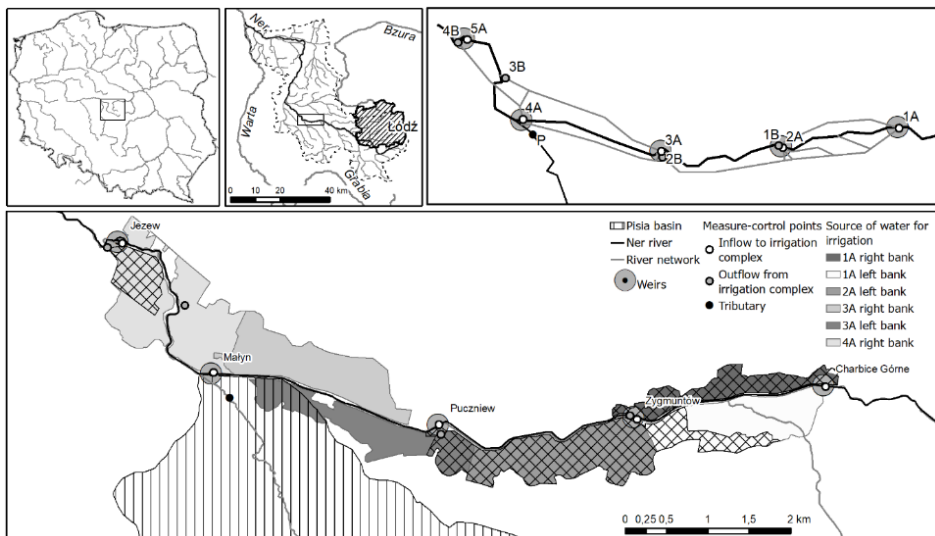 Ner
Bzura
Warta
Łódź
Grabia
0 10 20 40 km
4B 5A
3B
4A
P
3A
2B
1B 2A
1A
Jeżew
Małyn
Puczniew
Zygmuntów
Charbice Górne
Pisia basin
Ner river
River network
Weirs
Measure-cortrol points
Inflow to irrigation
complex
Outflow from
irrigation complex
Tributary
Source of water for
irrigation
1A right bank
1A left bank
2A left bank
3A right bank
3A left bank
4A right bank
0 0,25 0,5 1 1,5 2 km